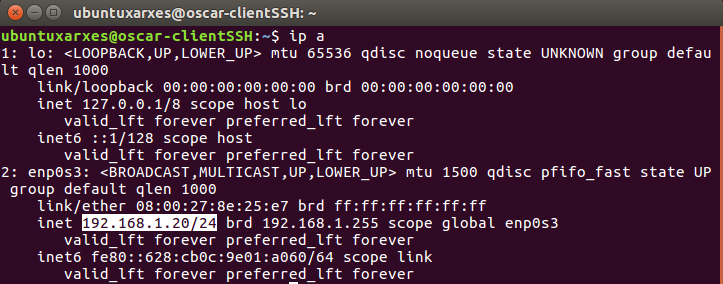 ubuntuxarxes@oscar-clientSSH: ~
ubuntuxarxes@oscar-clientSSH:~$ ip a
1: lo: <LOOPBACK,UP,LOWER_UP> mtu 65536 qdisc noqueue state UNKNOWN group defau
lt qlen 1000
    link/loopback 00:00:00:00:00:00 brd 00:00:00:00:00:00
    inet 127.0.0.1/8 scope host lo
       valid_lft forever preferred_lft forever
    inet6 ::1/128 scope host
       valid_lft forever preferred_lft forever
2: enp0s3: <BROADCAST,MULTICAST,UP,LOWER_UP> mtu 1500 qdisc pfifo_fast state UP
 group default qlen 1000
    link/ether 08:00:27:8e:25:e7 brd ff:ff:ff:ff:ff:ff
    inet 192.168.1.20/24 brd 192.168.1.255 scope global enp0s3
       valid_lft forever preferred_lft forever
    inet6 fe80::628:cb0c:9e01:a060/64 scope link
       valid_lft forever preferred_lft forever